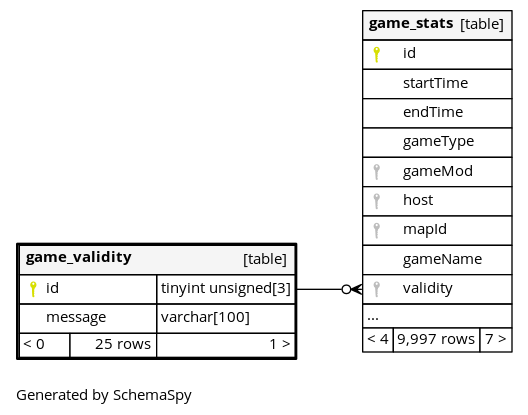 game_stats [table]
id
startTime
endTime
gameType
gameMod
host
mapId
gameName
validity
...
< 4 9,997 rows 7 >
game_validity [table]
id tinyint unsigned[3]
message varchar[100]
< 0 25 rows 1 >
Generated by SchemaSpy